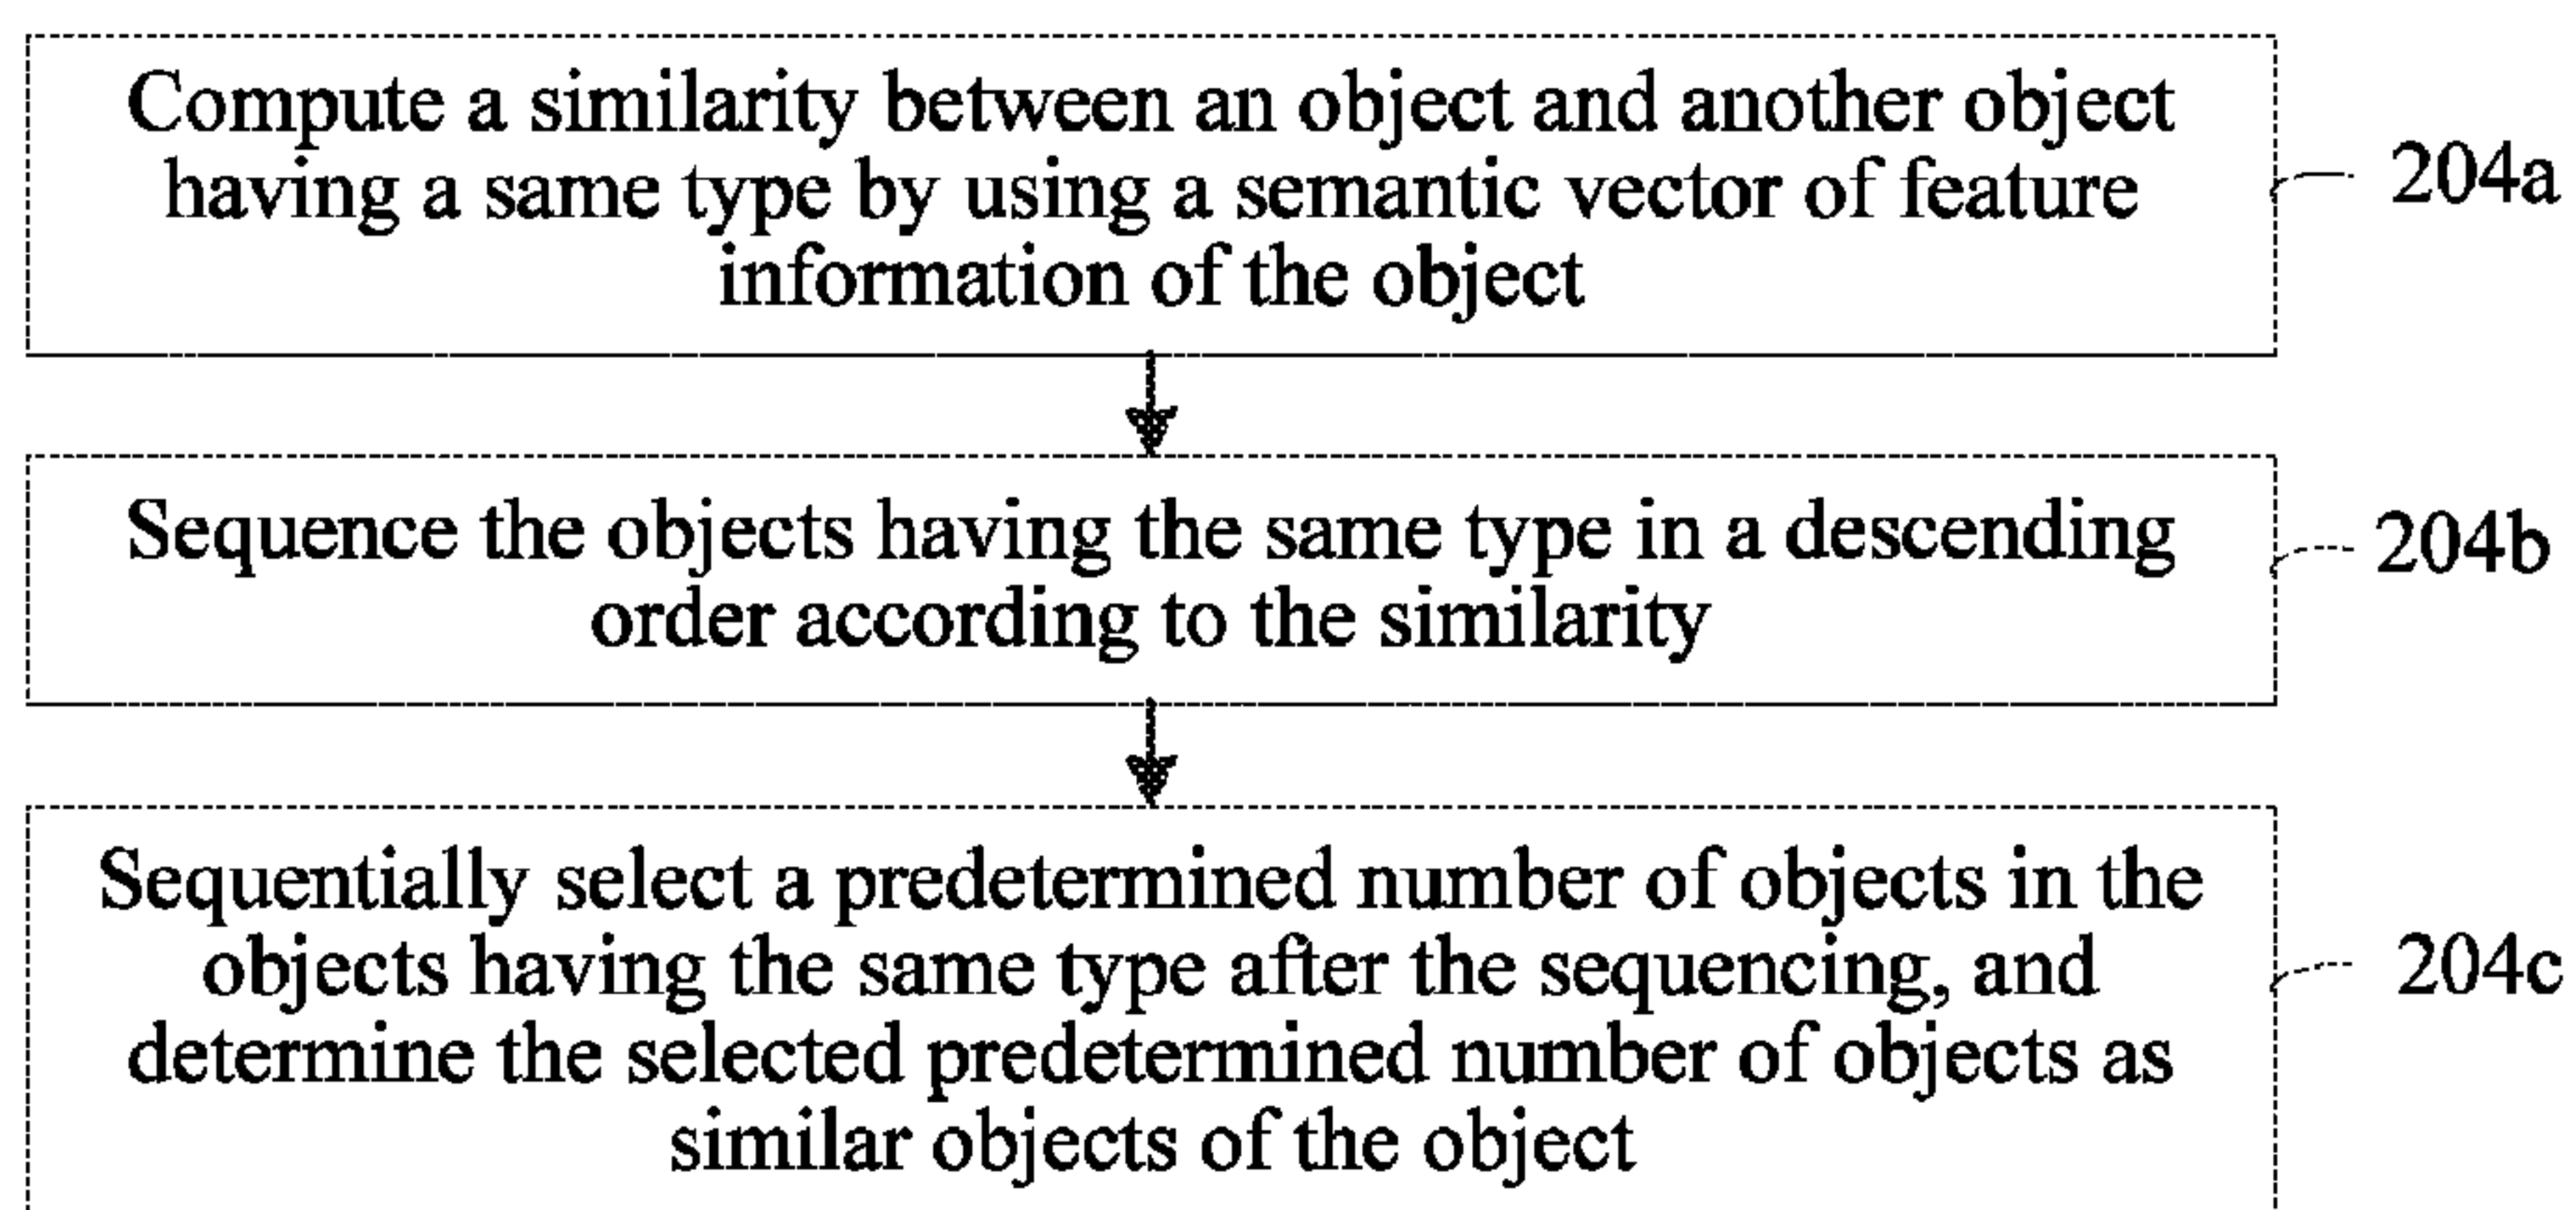 Compute a similarity between an object and another object
having a same type by using a semantic vector of feature
information of the object
204a
Sequence the objects having the same type in a descending
order according to the similarity
204b
Sequentially select a predetermined number of objects in the
objects having the same type after the sequencing, and
determine the selected predetermined number of objects as
similar objects of the object
204c